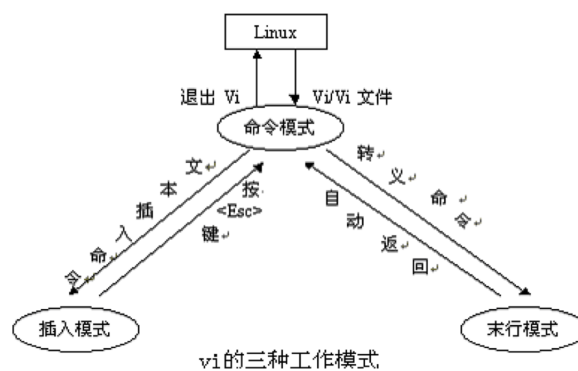 Linux
退出 Vi
Vi/Vi 文件
命令模式
文本插入命令
按<Esc>键
转义命令
自动返回
插入模式
末行模式
vi的三种工作模式